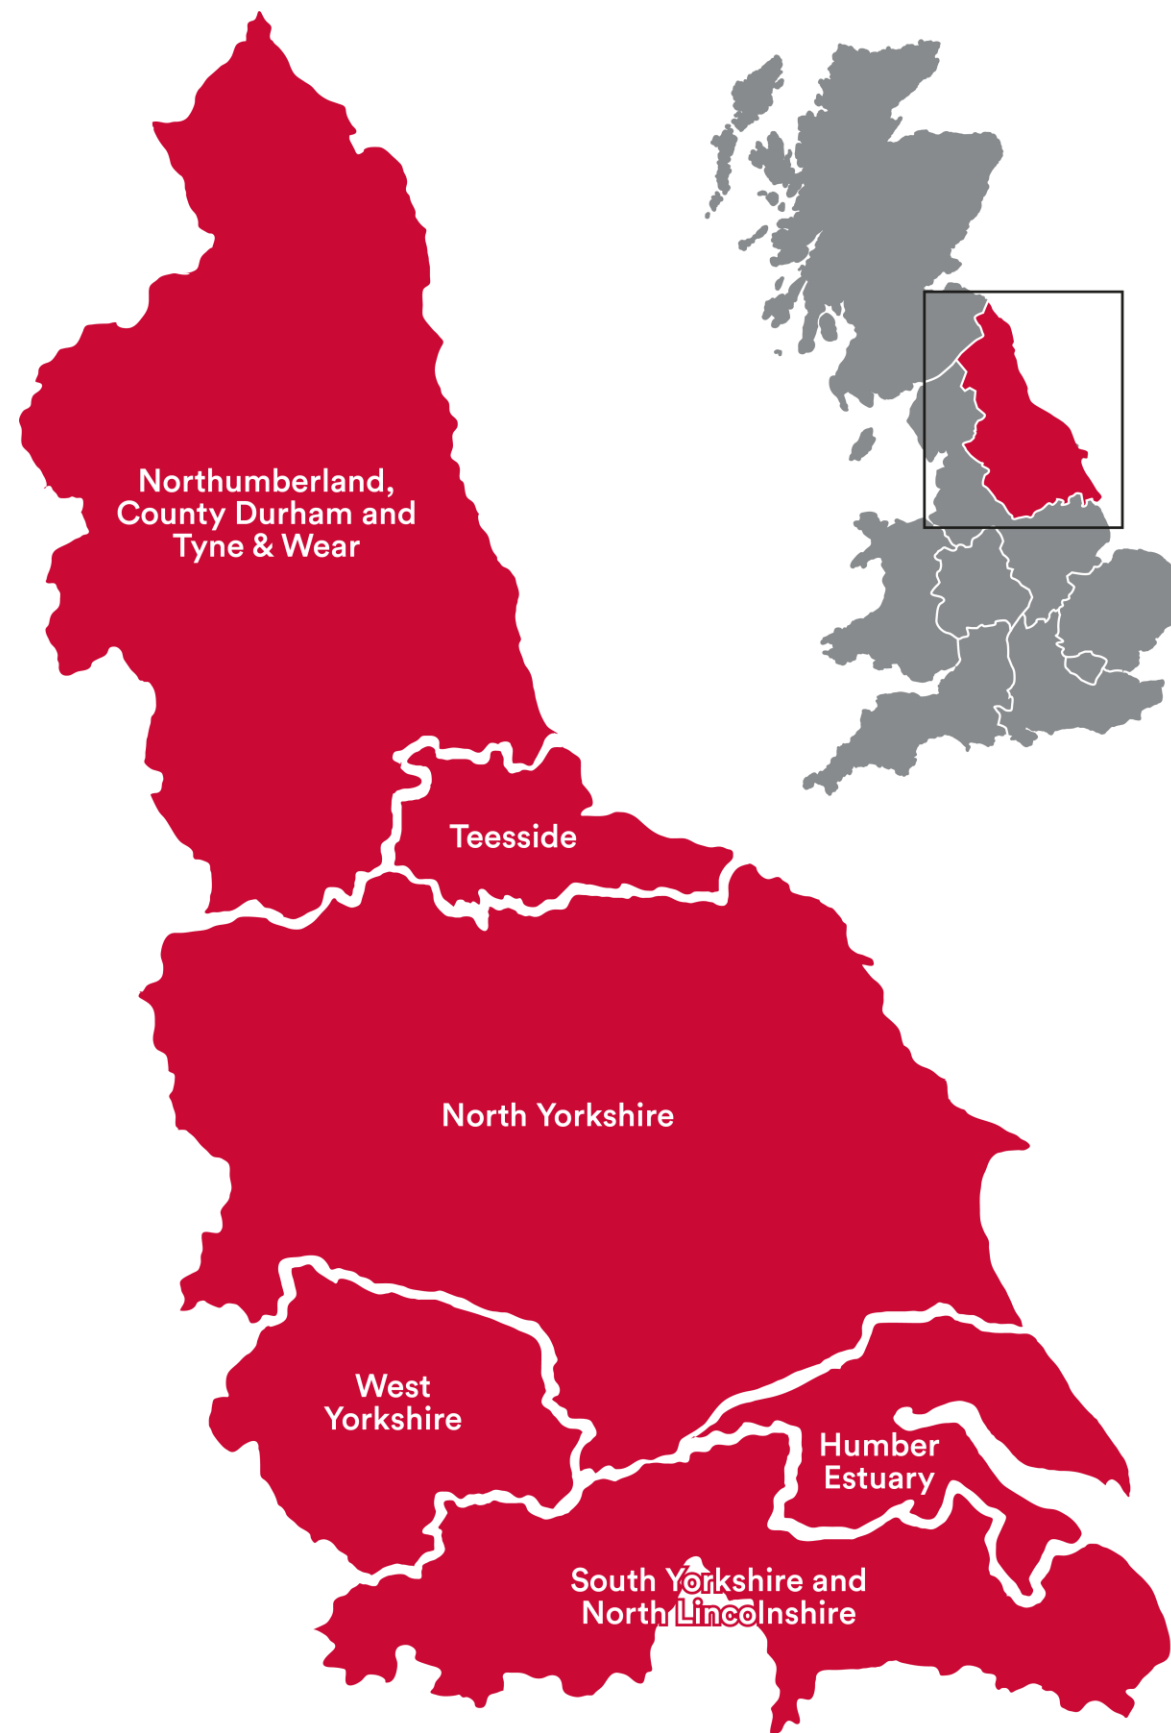 Northumberland,
County Durham and
Tyne & Wear
Teesside
North Yorkshire
West
Yorkshire
Humber
Estuary
South Yorkshire and
North Lincolnshire